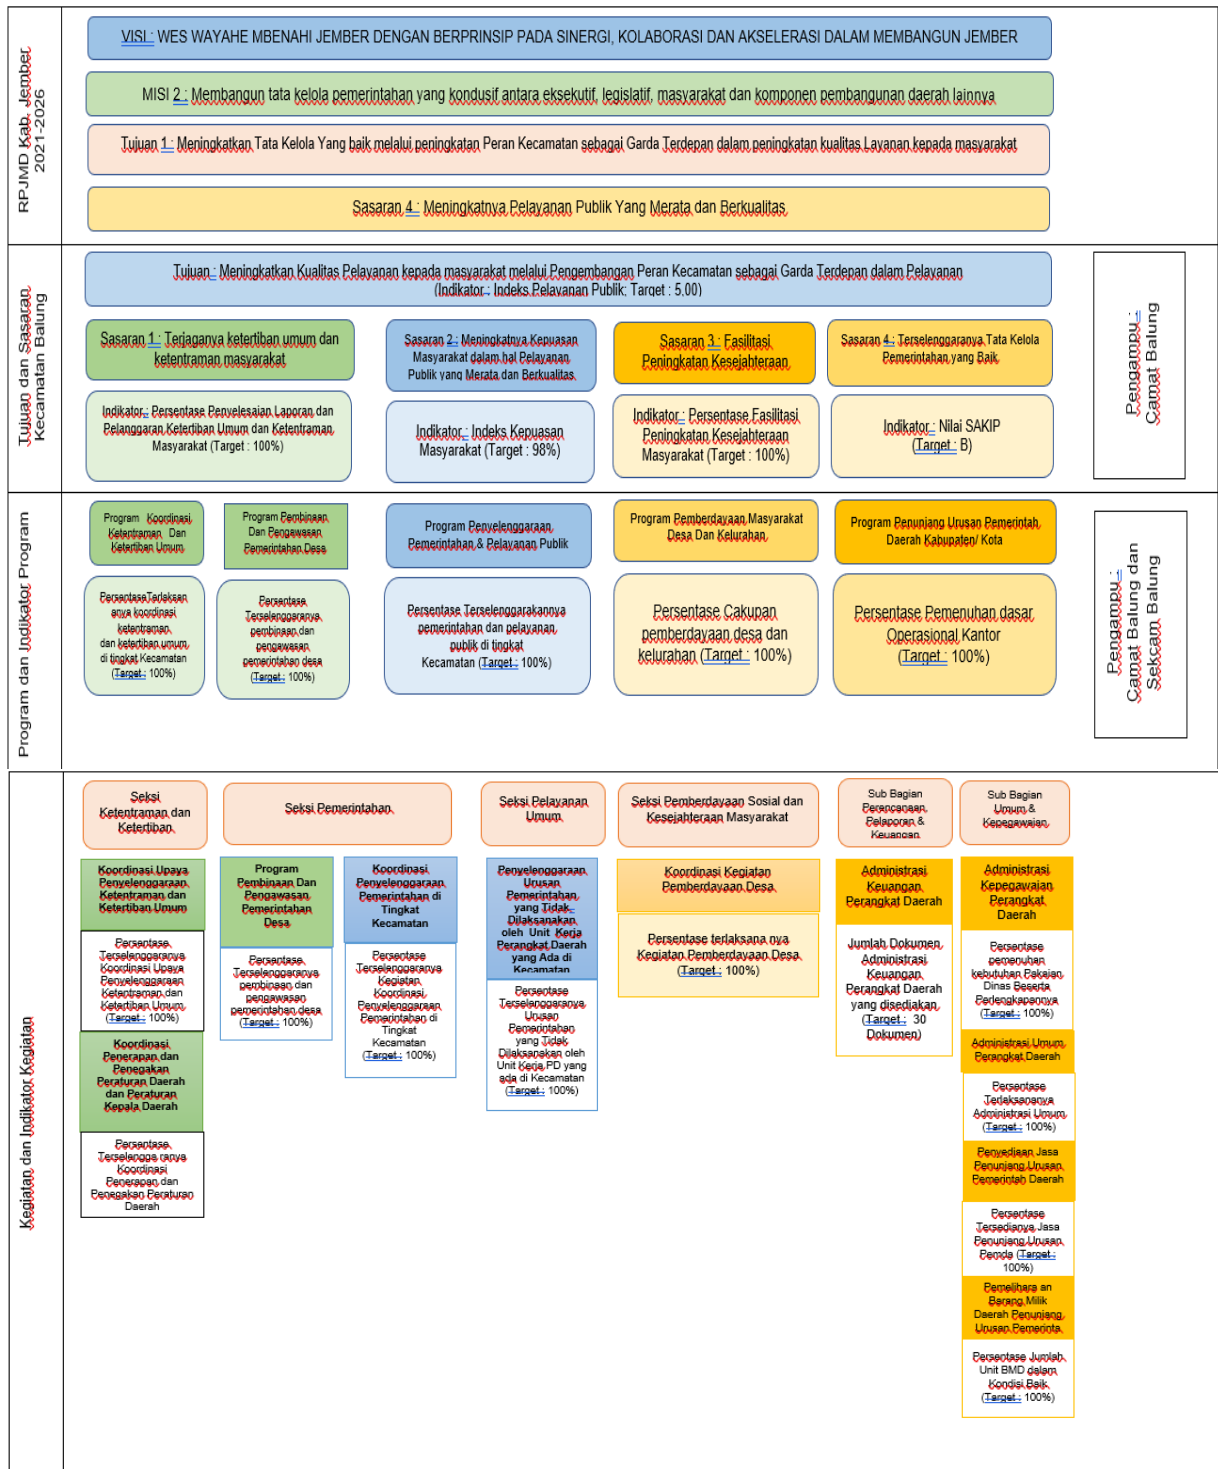 RPJMD Kab. Jember
2021-2026
VISI : WES WAYAHE MBENAHI JEMBER DENGAN BERPRINSIP PADA SINERGI, KOLABORASI DAN AKSELERASI DALAM MEMBANGUN JEMBER
MISI 2 : Membangun tata kelola pemerintahan yang kondusif antara eksekutif, legislatif, masyarakat dan komponen pembangunan daerah lainnya
Tujuan 1 : Meningkatkan Tata Kelola Yang baik melalui peningkatan Peran Kecamatan sebagai Garda Terdepan dalam peningkatan kualitas Layanan kepada masyarakat
Sasaran 4 : Meningkatnya Pelayanan Publik Yang Merata dan Berkualitas
Tujuan dan Sasaran
Kecamatan Balung
Tujuan : Meningkatkan Kualitas Pelayanan kepada masyarakat melalui Pengembangan Peran Kecamatan sebagai Garda Terdepan dalam Pelayanan
(Indikator : Indeks Pelayanan Publik; Target : 5,00)
Sasaran 1 : Terjaganya ketertiban umum dan
ketentraman masyarakat
Sasaran 2 : Meningkatnya Kepuasan
Masyarakat dalam hal Pelayanan
Publik yang Merata dan Berkualitas
Sasaran 3 : Fasilitasi
Peningkatan Kesejahteraan
Sasaran 4 : Terselenggaranya Tata Kelola
Pemerintahan yang Baik
Indikator : Persentase Penyelesaian Laporan dan
Pelanggaran Ketertiban Umum dan Ketentraman
Masyarakat (Target : 100%)
Indikator : Indeks Kepuasan
Masyarakat (Target : 98%)
Indikator : Persentase Fasilitasi
Peningkatan Kesejahteraan
Masyarakat (Target : 100%)
Indikator : Nilai SAKIP
(Target : B)
Pengampu :
Camat Balung
Program dan Indikator Program
Program Koordinasi
Ketentraman Dan
Ketertiban Umum
Program Pembinaan
Dan Pengawasan
Pemerintahan Desa
Program Penyelenggaraan
Pemerintahan & Pelayanan Publik
Program Pemberdayaan Masyarakat
Desa Dan Kelurahan
Program Penunjang Urusan Pemerintah
Daerah Kabupaten/ Kota
PersentaseTerlaksan
anya koordinasi
ketentraman
dan ketertiban umum
di tingkat Kecamatan
(Target : 100%)
Persentase
Terselenggaranya
pembinaan dan
pengawasan
pemerintahan desa
(Target : 100%)
Persentase Terselenggarakannya
pemerintahan dan pelayanan
publik di tingkat
Kecamatan (Target : 100%)
Persentase Cakupan
pemberdayaan desa dan
kelurahan (Target : 100%)
Persentase Pemenuhan dasar
Operasional Kantor
(Target : 100%)
Pengampu :
Camat Balung dan
Sekcam Balung
Kegiatan dan Indikator Kegiatan
Seksi
Ketentraman dan
Ketertiban
Seksi Pemerintahan
Seksi Pelayanan
Umum
Seksi Pemberdayaan Sosial dan
Kesejahteraan Masyarakat
Sub Bagian
Perencanaan
Pelaporan &
Keuangan
Sub Bagian
Umum &
Kepegawaian
Koordinasi Upaya
Penyelenggaraan
Ketentraman dan
Ketertiban Umum
Persentase
Terselenggaranya
Koordinasi Upaya
Penyelenggaraan
Ketentraman dan
Ketertiban Umum
(Target : 100%)
Koordinasi
Penerapan dan
Penegakan
Peraturan Daerah
dan Peraturan
Kepala Daerah
Persentase
Terselengga ranya
Koordinasi
Penerapan dan
Penegakan Peraturan
Daerah
Program
Pembinaan Dan
Pengawasan
Pemerintahan
Desa
Persentase
Terselenggaranya
pembinaan dan
pengawasan
pemerintahan desa
(Target : 100%)
Koordinasi
Penyelenggaraan
Pemerintahan di
Tingkat
Kecamatan
Persentase
Terselenggaranya
Kegiatan
Koordinasi
Penyelenggaraan
Pemerintahan di
Tingkat
Kecamatan
(Target : 100%)
Penyelenggaraan
Urusan
Pemerintahan
yang Tidak
Dilaksanakan
oleh Unit Kerja
Perangkat Daerah
yang Ada di
Kecamatan
Persentase
Terselenggaranya
Urusan
Pemerintahan
yang Tidak
Dilaksanakan oleh
Unit Kerja PD yang
ada di Kecamatan
(Target : 100%)
Koordinasi Kegiatan
Pemberdayaan Desa
Persentase terlaksana nya
Kegiatan Pemberdayaan Desa
(Target : 100%)
Administrasi
Keuangan
Perangkat Daerah
Jumlah Dokumen
Administrasi
Keuangan
Perangkat Daerah
yang disediakan
(Target : 30
Dokumen)
Administrasi
Kepegawaian
Perangkat
Daerah
Persentase
pemenuhan
kebutuhan Pakaian
Dinas Beserta
Perlengkapannya
(Target : 100%)
Administrasi Umum
Perangkat Daerah
Persentase
Terlaksananya
Administrasi Umum
(Target : 100%)
Penyediaan Jasa
Penunjang Urusan
Pemerintah Daerah
Persentase
Tersedianya Jasa
Penunjang Urusan
Pemda (Target :
100%)
Pemelihara an
Barang Milik
Daerah Penunjang
Urusan Pemerinta
Persentase Jumlah
Unit BMD dalam
Kondisi Baik
(Target : 100%)